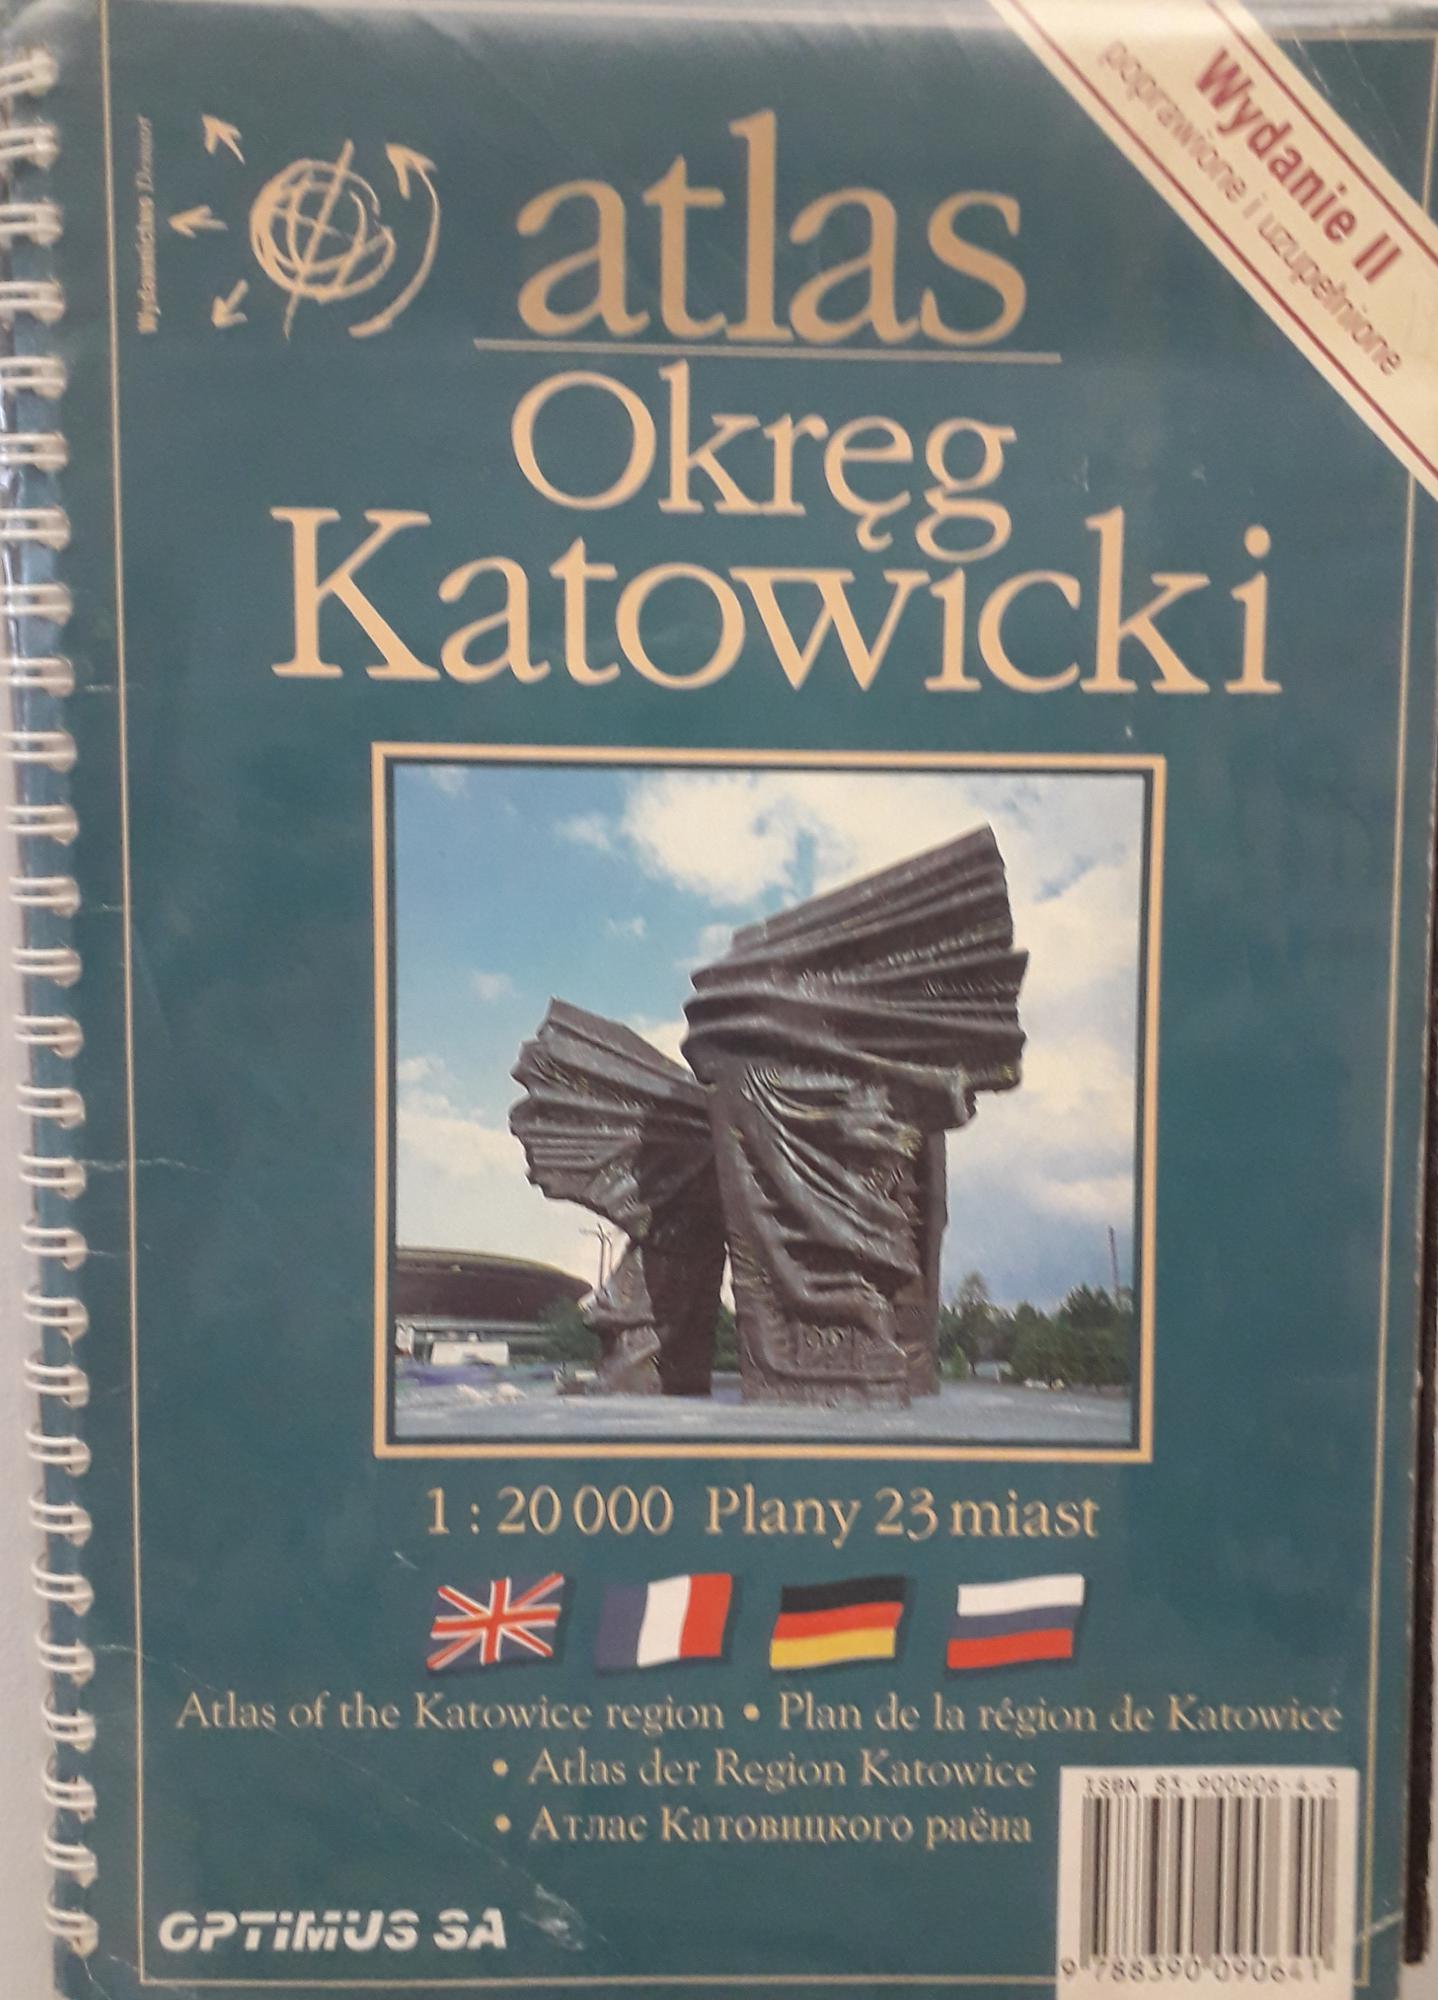 Wydanie II
poprawione i uzupełnione
Wydawnictwo
atlas
Okręg
Katowicki
1 : 20 000 Plany 23 miast
Atlas of the Katowice region • Plan de la région de Katowice
• Atlas der Region Katowice
• Атлас Катовицкого раёна
ISBN 83-900906-4-3
9 788390 090641
OPTIMUS SA